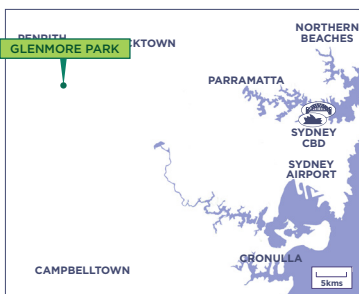 NORTHERN
BEACHES
PENRITH
GLENMORE PARK
PARRAMATTA
SYDNEY
CBD
SYDNEY
AIRPORT
CRONULLA
CAMPBELLTOWN
5kms